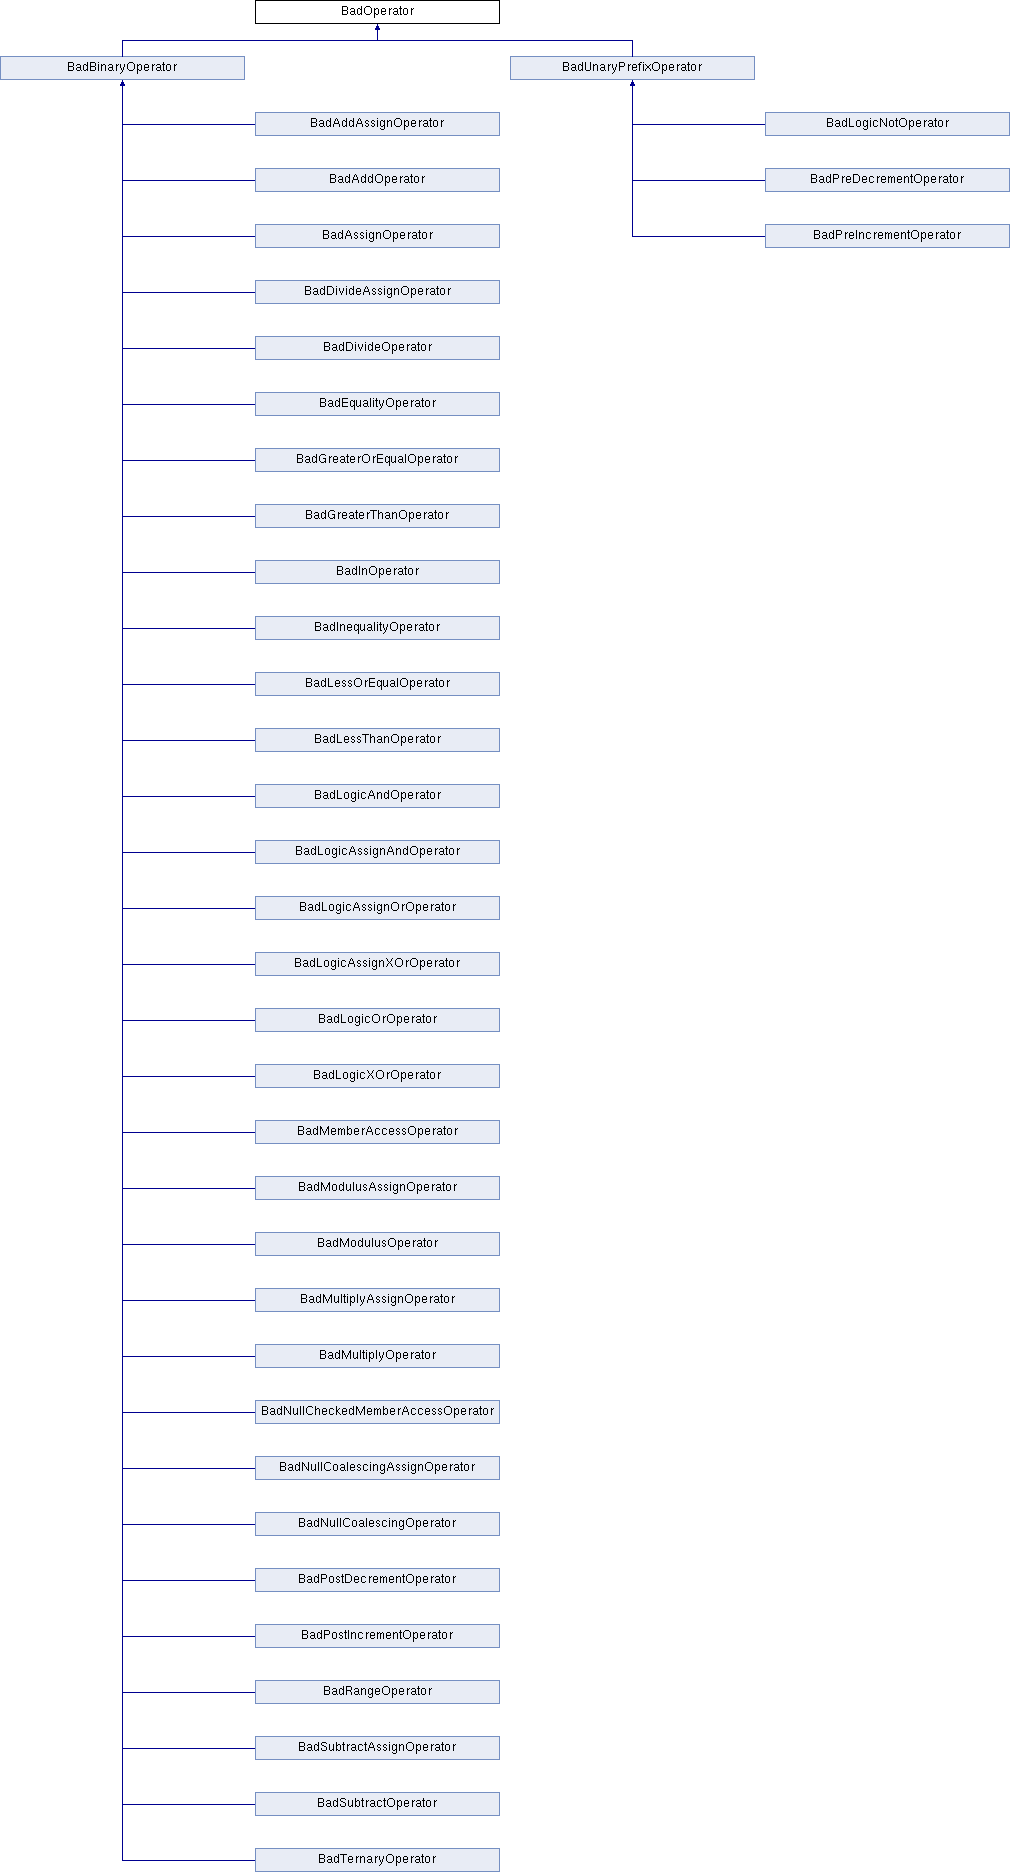 BadOperator
BadBinaryOperator
BadUnaryPrefixOperator
BadAddAssignOperator
BadLogicNotOperator
BadAddOperator
BadPreDecrementOperator
BadAssignOperator
BadPreIncrementOperator
BadDivideAssignOperator
BadDivideOperator
BadEqualityOperator
BadGreaterOrEqualOperator
BadGreaterThanOperator
BadInOperator
BadInequalityOperator
BadLessOrEqualOperator
BadLessThanOperator
BadLogicAndOperator
BadLogicAssignAndOperator
BadLogicAssignOrOperator
BadLogicAssignXOrOperator
BadLogicOrOperator
BadLogicXOrOperator
BadMemberAccessOperator
BadModulusAssignOperator
BadModulusOperator
BadMultiplyAssignOperator
BadMultiplyOperator
BadNullCheckedMemberAccessOperator
BadNullCoalescingAssignOperator
BadNullCoalescingOperator
BadPostDecrementOperator
BadPostIncrementOperator
BadRangeOperator
BadSubtractAssignOperator
BadSubtractOperator
BadTernaryOperator